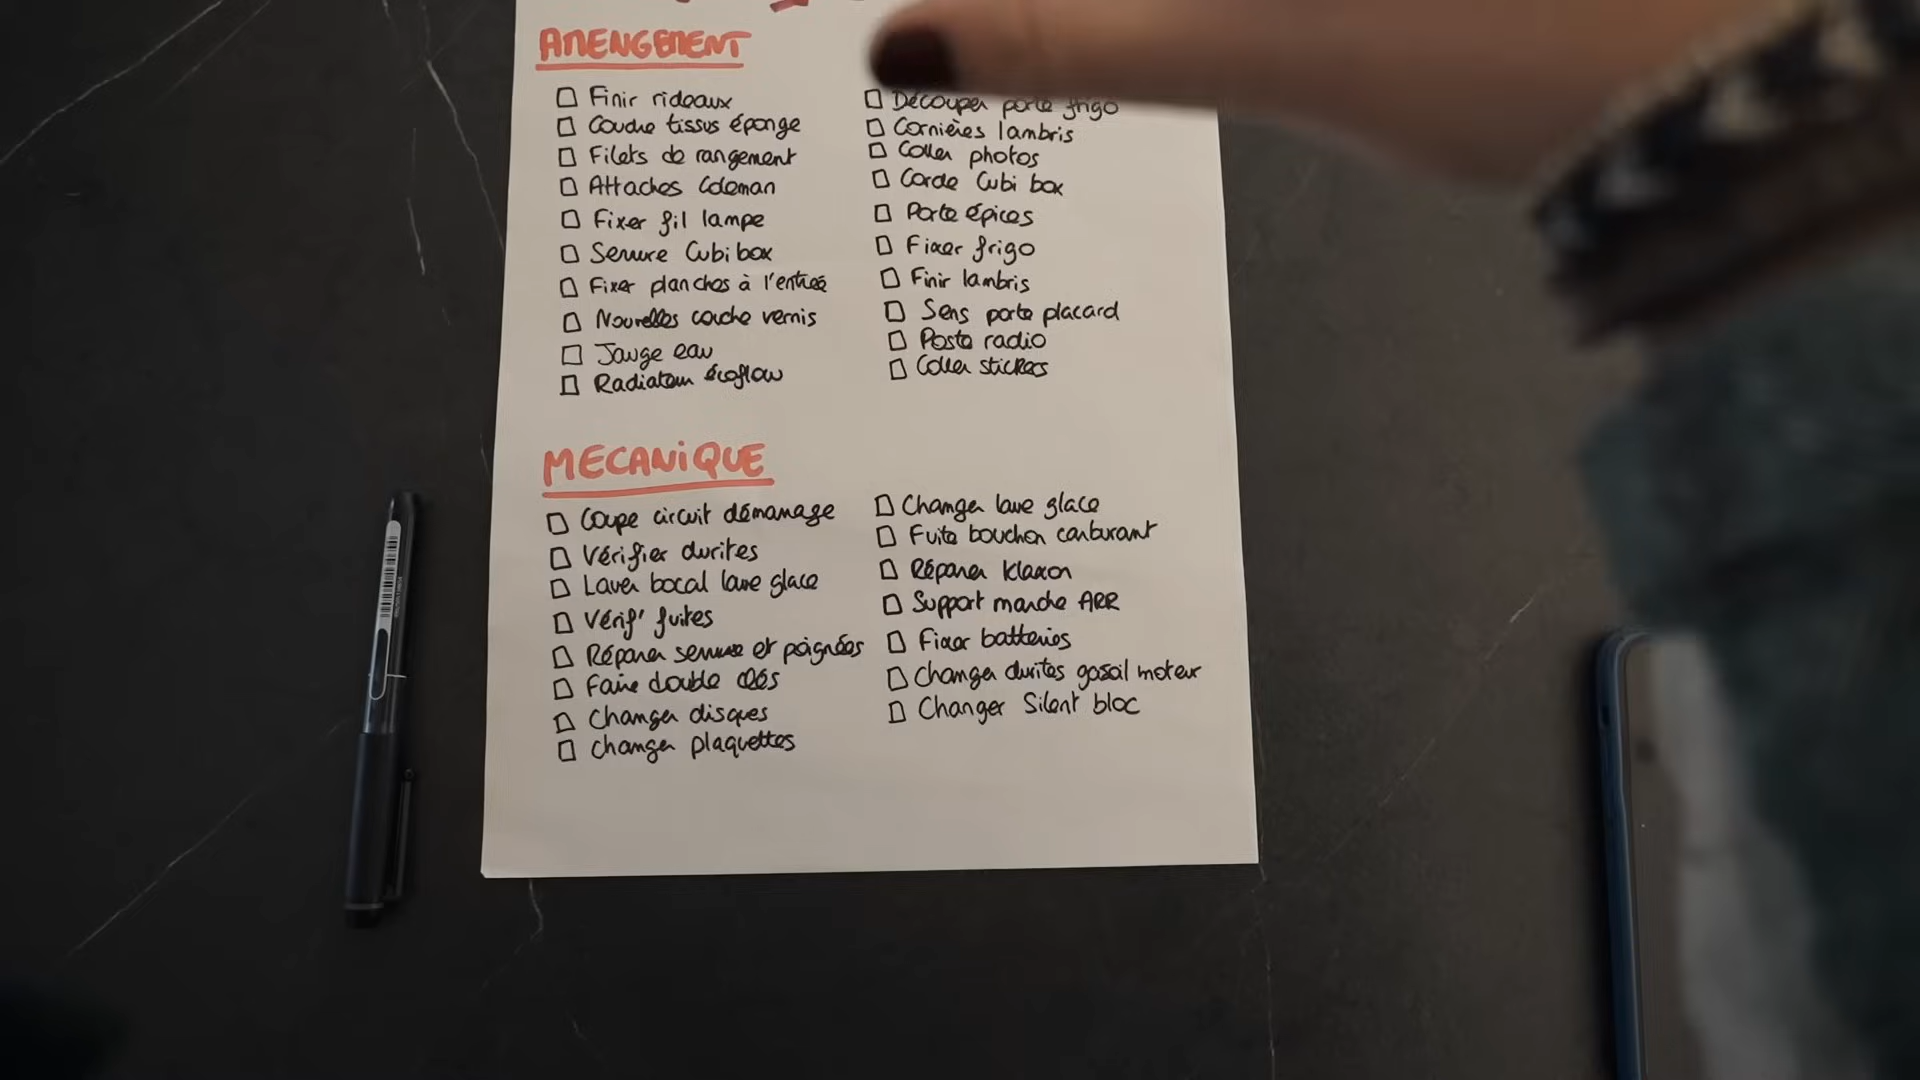 AMENGEMENT
Finir rideaux
Coudre tissus éponge
Filets de rangement
Attaches Coleman
Fixer fil lampe
Serrure Cubi box
Fixer planches à l'entrée
Nouvelles couche vernis
Jauge eau
Radiateur écoflow
Découper porte frigo
Cornières lambris
Coller photos
Corde Cubi box
Porte épices
Fixer frigo
Finir lambris
Sens porte placard
Poste radio
Coller stickers
MECANIQUE
Coupe circuit démarrage
Vérifier durites
Laver bocal lave glace
Vérif' fuites
Réparer serrure et poignées
Faire double clés
Changer disques
Changer plaquettes
Changer lave glace
Fuite bouchon carburant
Réparer Klaxon
Support marche ARR
Fixer batteries
Changer durites gasoil moteur
Changer Silent bloc